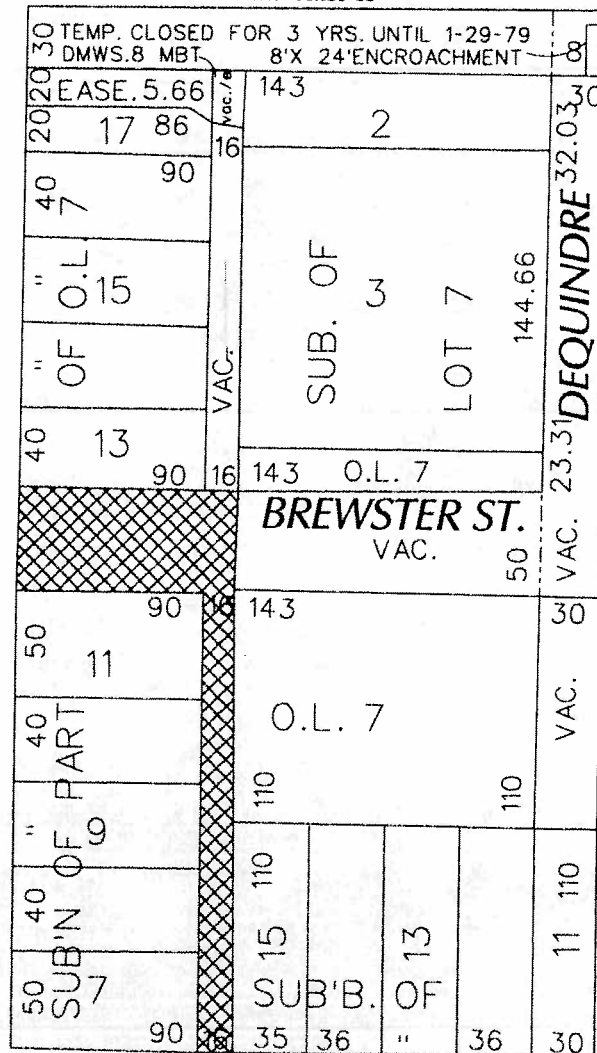 30 TEMP. CLOSED FOR 3 YRS. UNTIL 1-29-79
DMWS.8 MBT 8'X 24'ENCROACHMENT 8
20 EASE. 5.66 vac./e 143 30
20 17 86 16 2 32.03
90
40 7
" 15
SUB. OF 3 LOT 7 144.66
DEQUINDRE
" OF O.L.
VAC.
40 13
90 16 143 O.L. 7 23.31
BREWSTER ST.
VAC. 50 VAC.
90 16 143 30
50 11
O.L. 7 VAC.
40
110 110
" 9
40
SUB'N OF PART
110 110
15 13 11
50 7
SUB'B. OF
90 16 35 36 " 36 30